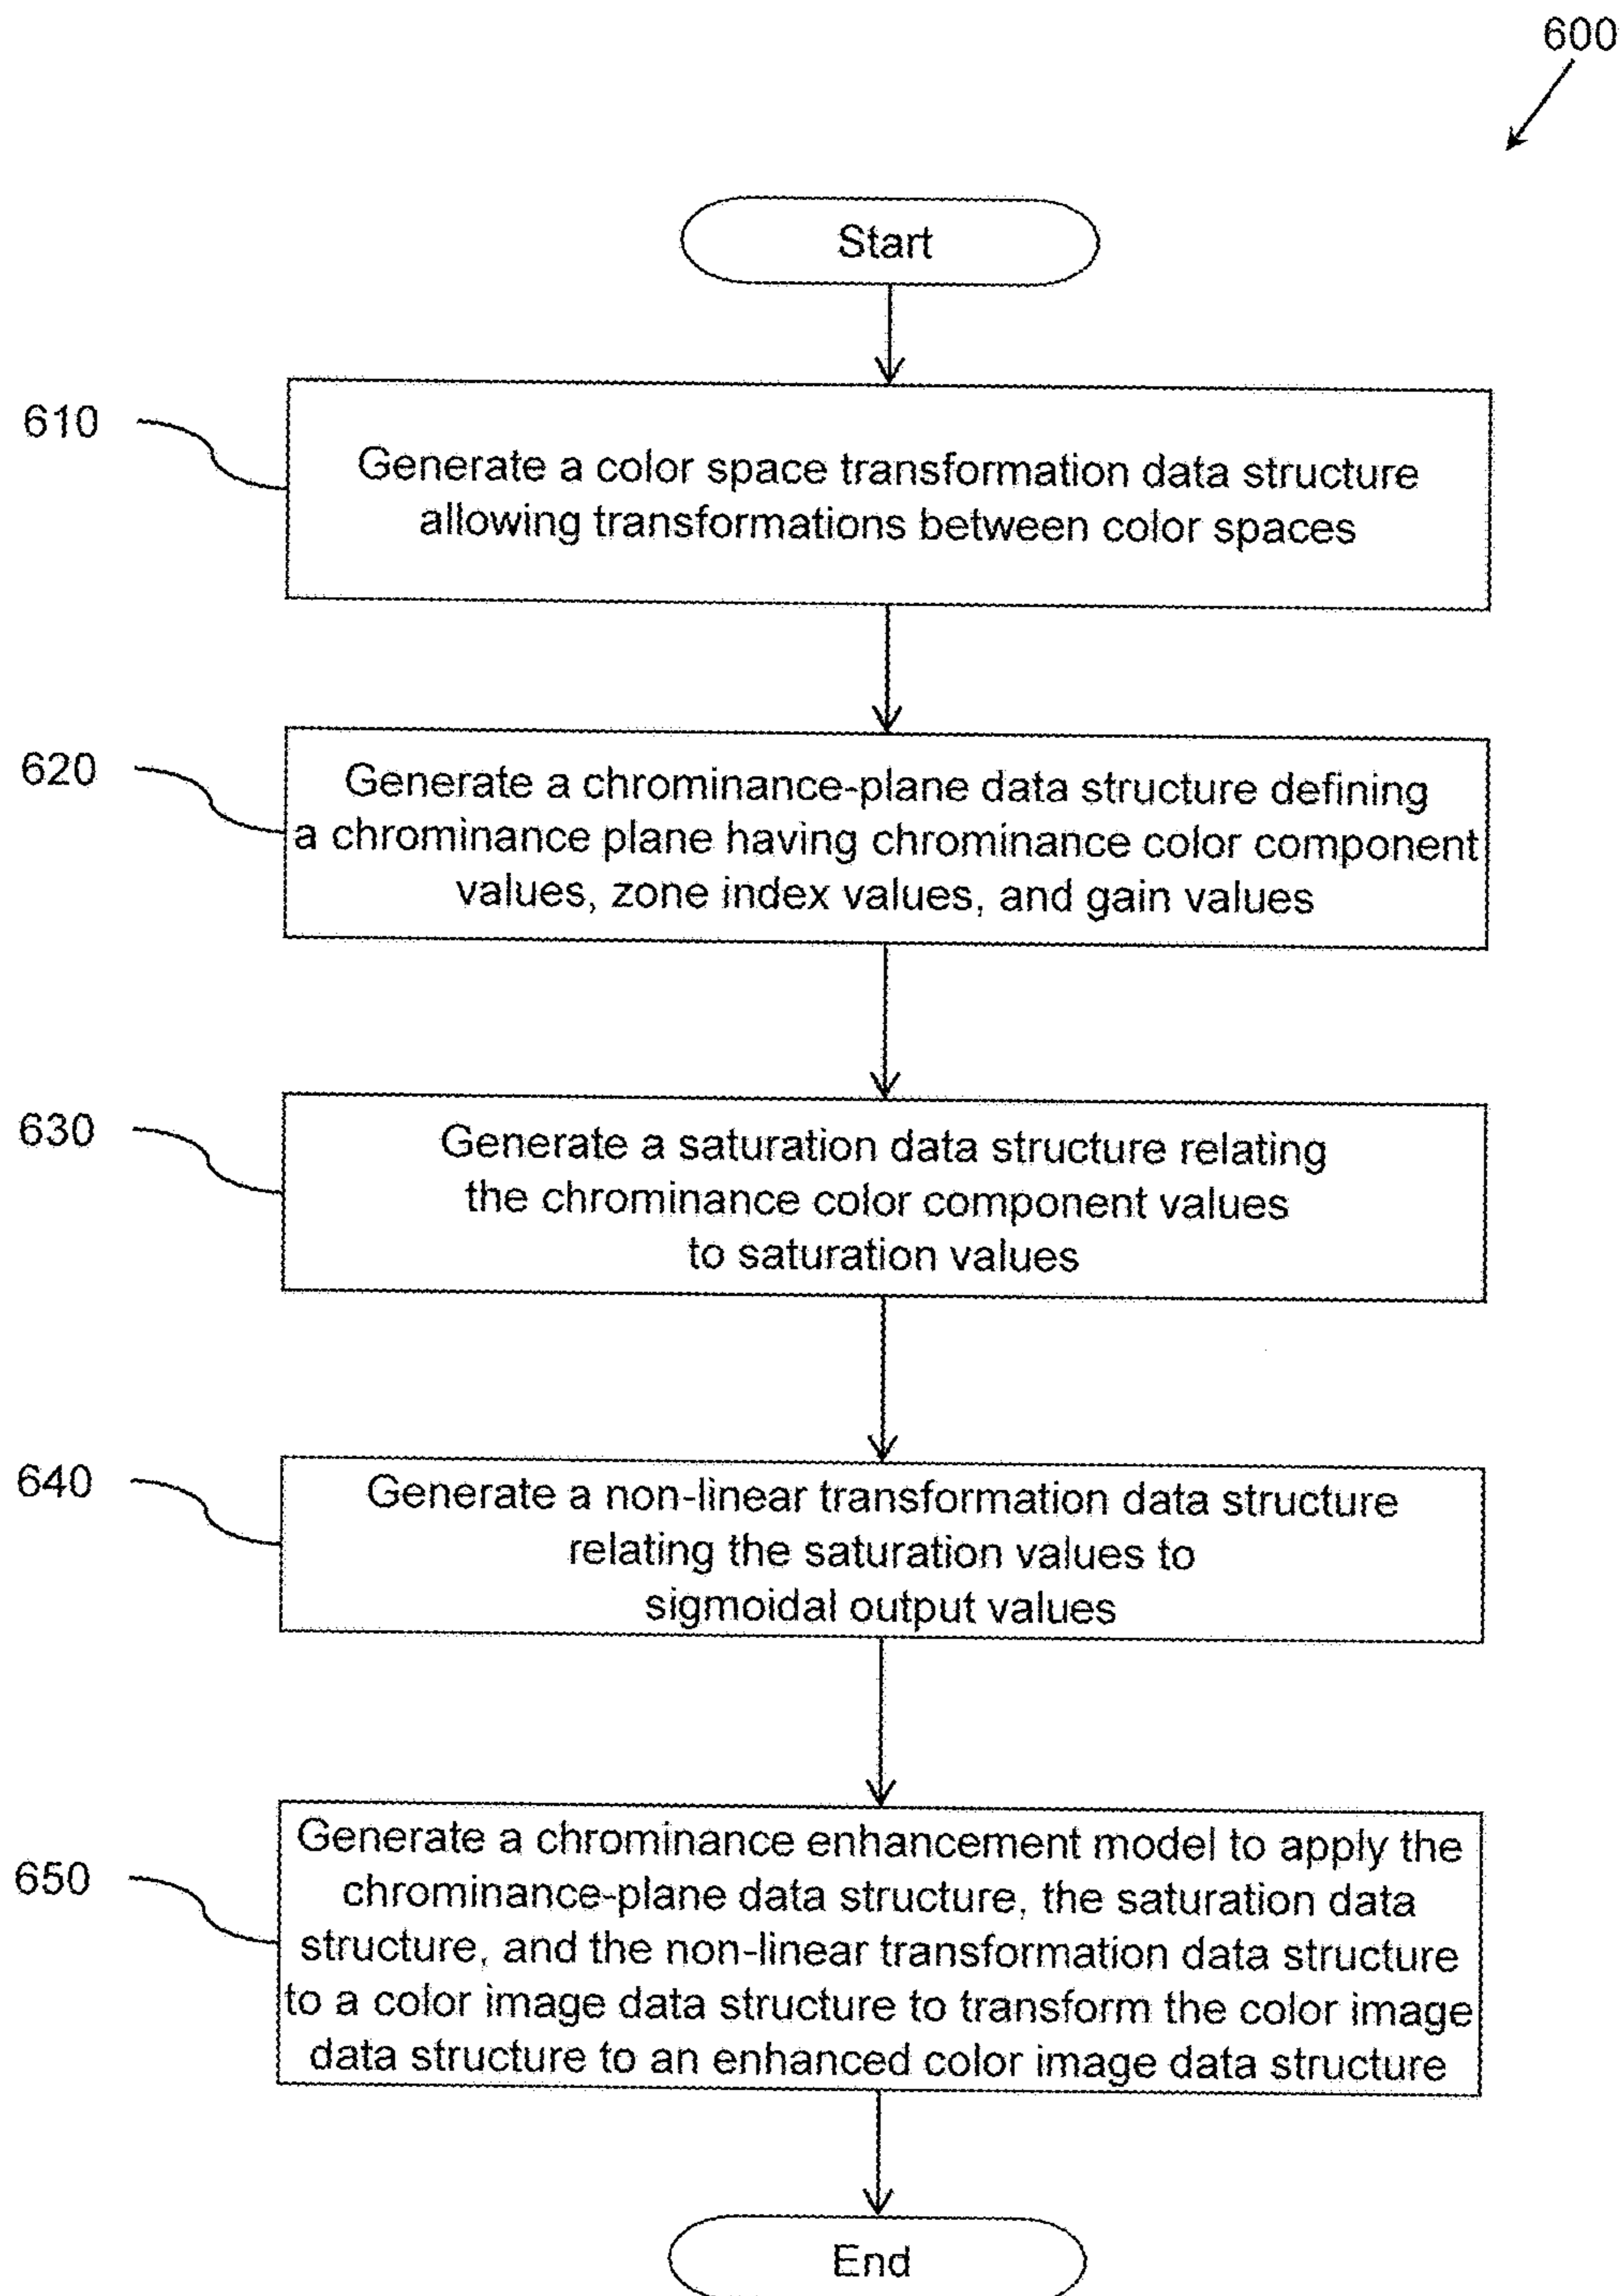 600
Start
610
Generate a color space transformation data structure
allowing transformations between color spaces
620
Generate a chrominance-plane data structure defining
a chrominance plane having chrominance color component
values, zone index values, and gain values
630
Generate a saturation data structure relating
the chrominance color component values
to saturation values
640
Generate a non-linear transformation data structure
relating the saturation values to
sigmoidal output values
650
Generate a chrominance enhancement model to apply the
chrominance-plane data structure, the saturation data
structure, and the non-linear transformation data structure
to a color image data structure to transform the color image
data structure to an enhanced color image data structure
End